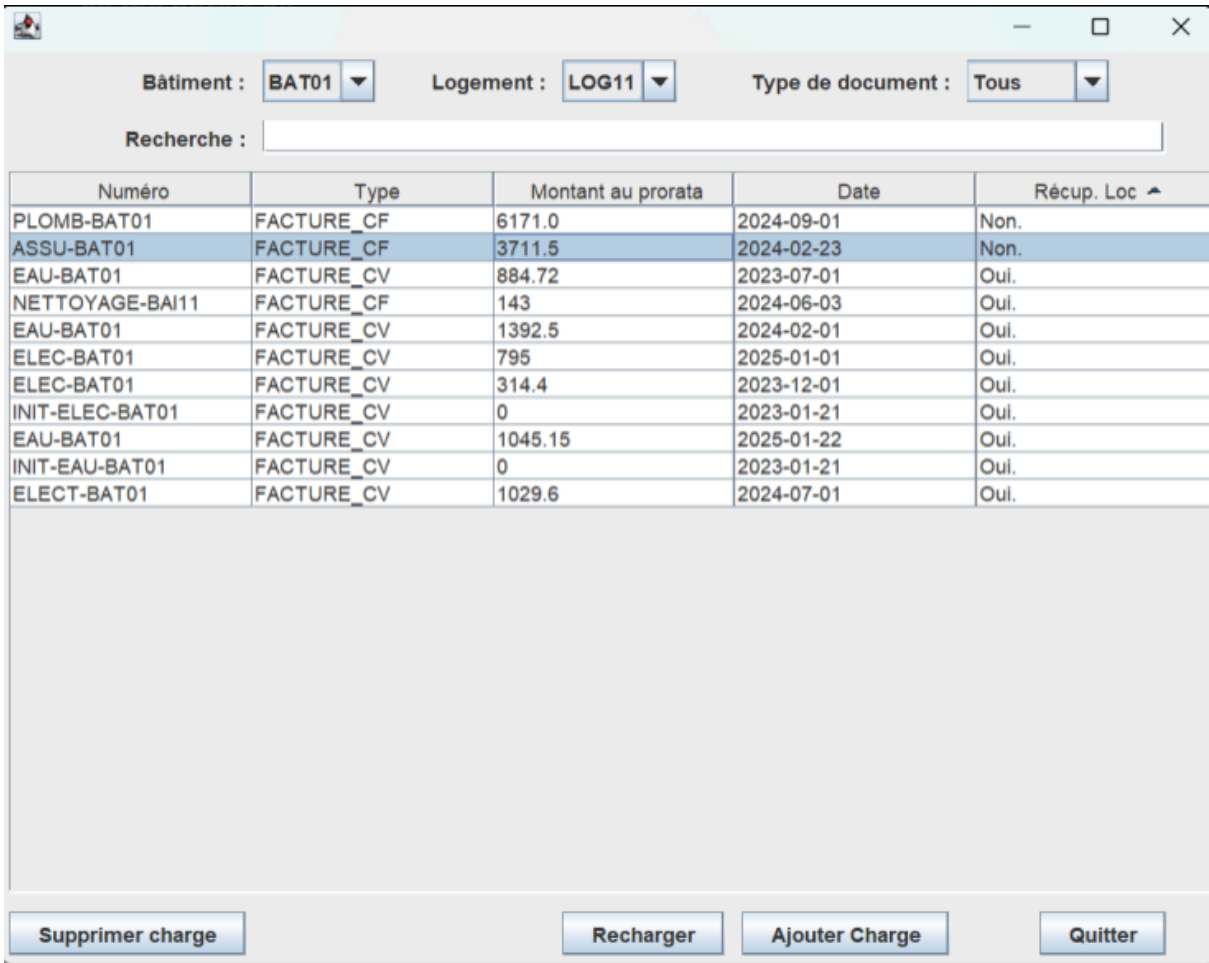 Bâtiment : BAT01 Logement : LOG11 Type de document : Tous
Recherche :
Numéro Type Montant au prorata Date Récup. Loc
PLOMB-BAT01 FACTURE_CF 6171.0 2024-09-01 Non.
ASSU-BAT01 FACTURE_CF 3711.5 2024-02-23 Non.
EAU-BAT01 FACTURE_CV 884.72 2023-07-01 Oui.
NETTOYAGE-BAI11 FACTURE_CF 143 2024-06-03 Oui.
EAU-BAT01 FACTURE_CV 1392.5 2024-02-01 Oui.
ELEC-BAT01 FACTURE_CV 795 2025-01-01 Oui.
ELEC-BAT01 FACTURE_CV 314.4 2023-12-01 Oui.
INIT-ELEC-BAT01 FACTURE_CV 0 2023-01-21 Oui.
EAU-BAT01 FACTURE_CV 1045.15 2025-01-22 Oui.
INIT-EAU-BAT01 FACTURE_CV 0 2023-01-21 Oui.
ELECT-BAT01 FACTURE_CV 1029.6 2024-07-01 Oui.
Supprimer charge Recharger Ajouter Charge Quitter